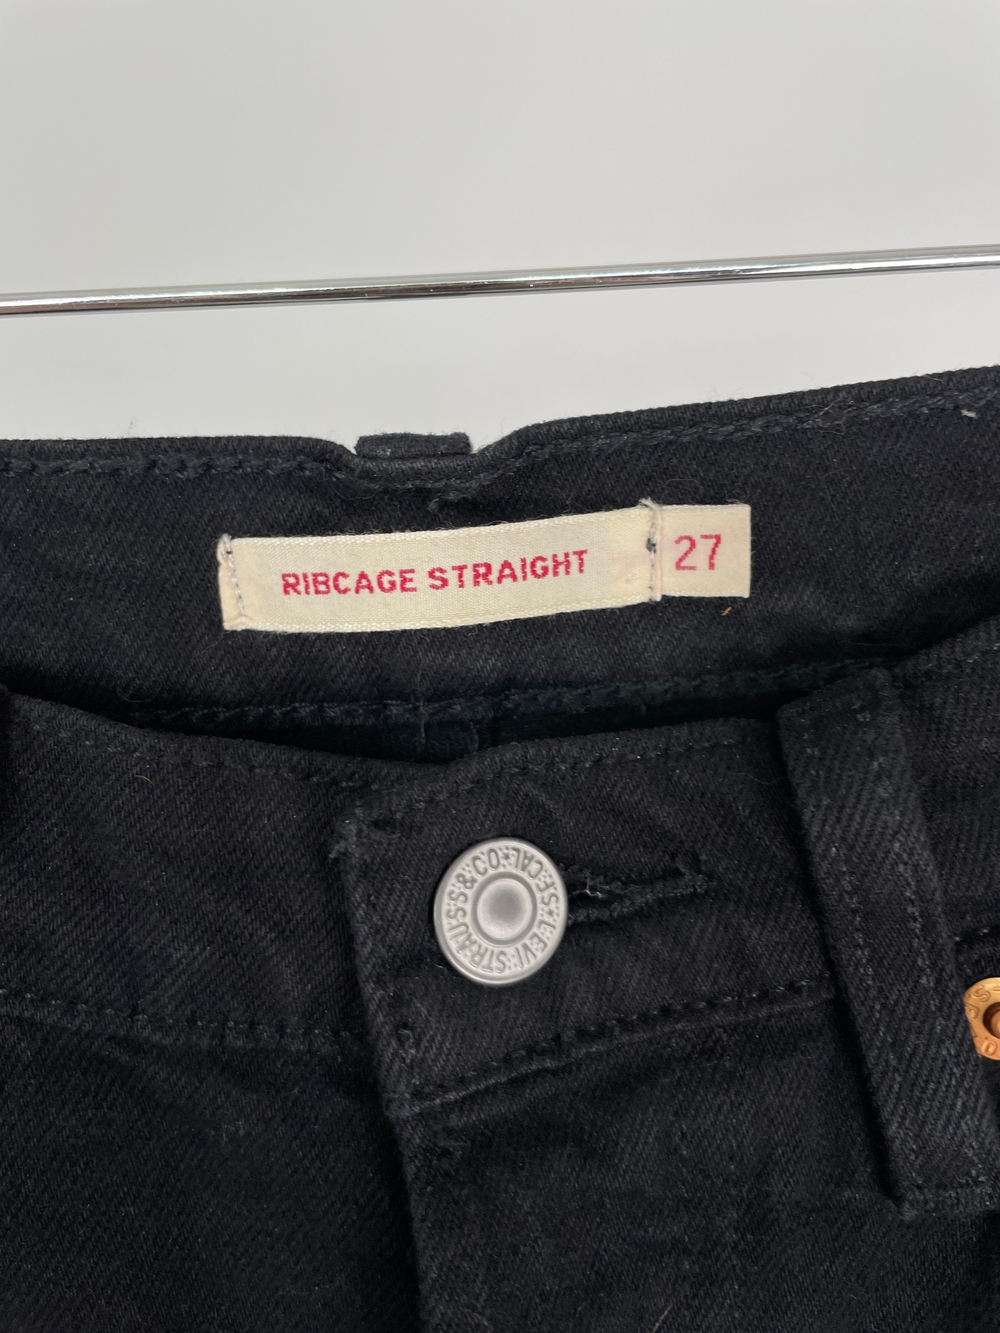 RIBCAGE STRAIGHT
27
LEVI STRAUSS & CO S.F. CAL